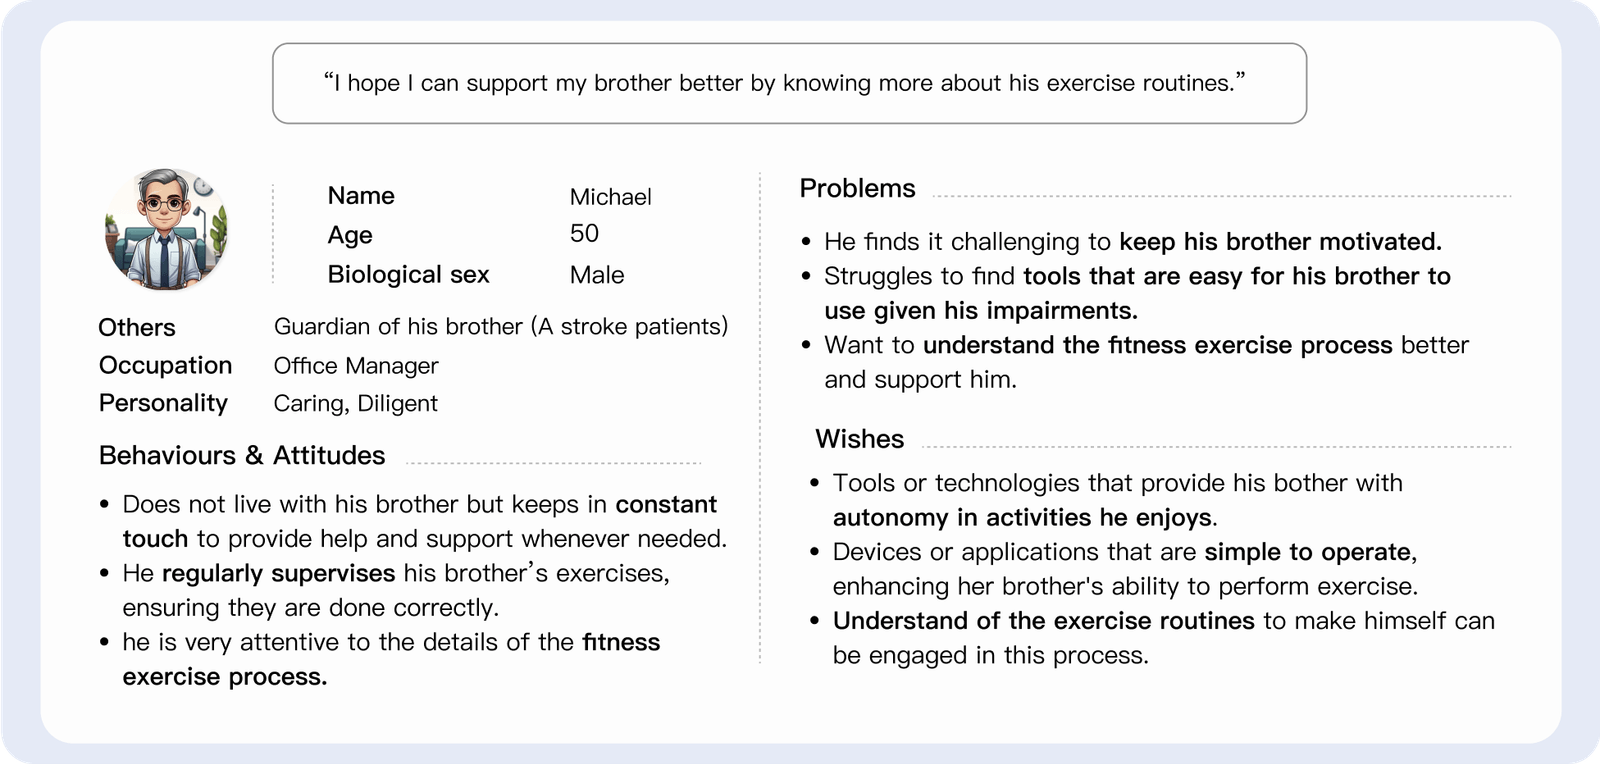 “I hope I can support my brother better by knowing more about his exercise routines.”
Name Michael
Age 50
Biological sex Male
Others Guardian of his brother (A stroke patients)
Occupation Office Manager
Personality Caring, Diligent
Behaviours & Attitudes
• Does not live with his brother but keeps in constant
touch to provide help and support whenever needed.
• He regularly supervises his brother’s exercises,
ensuring they are done correctly.
• he is very attentive to the details of the fitness
exercise process.
Problems
• He finds it challenging to keep his brother motivated.
• Struggles to find tools that are easy for his brother to
use given his impairments.
• Want to understand the fitness exercise process better
and support him.
Wishes
• Tools or technologies that provide his bother with
autonomy in activities he enjoys.
• Devices or applications that are simple to operate,
enhancing her brother's ability to perform exercise.
• Understand of the exercise routines to make himself can
be engaged in this process.